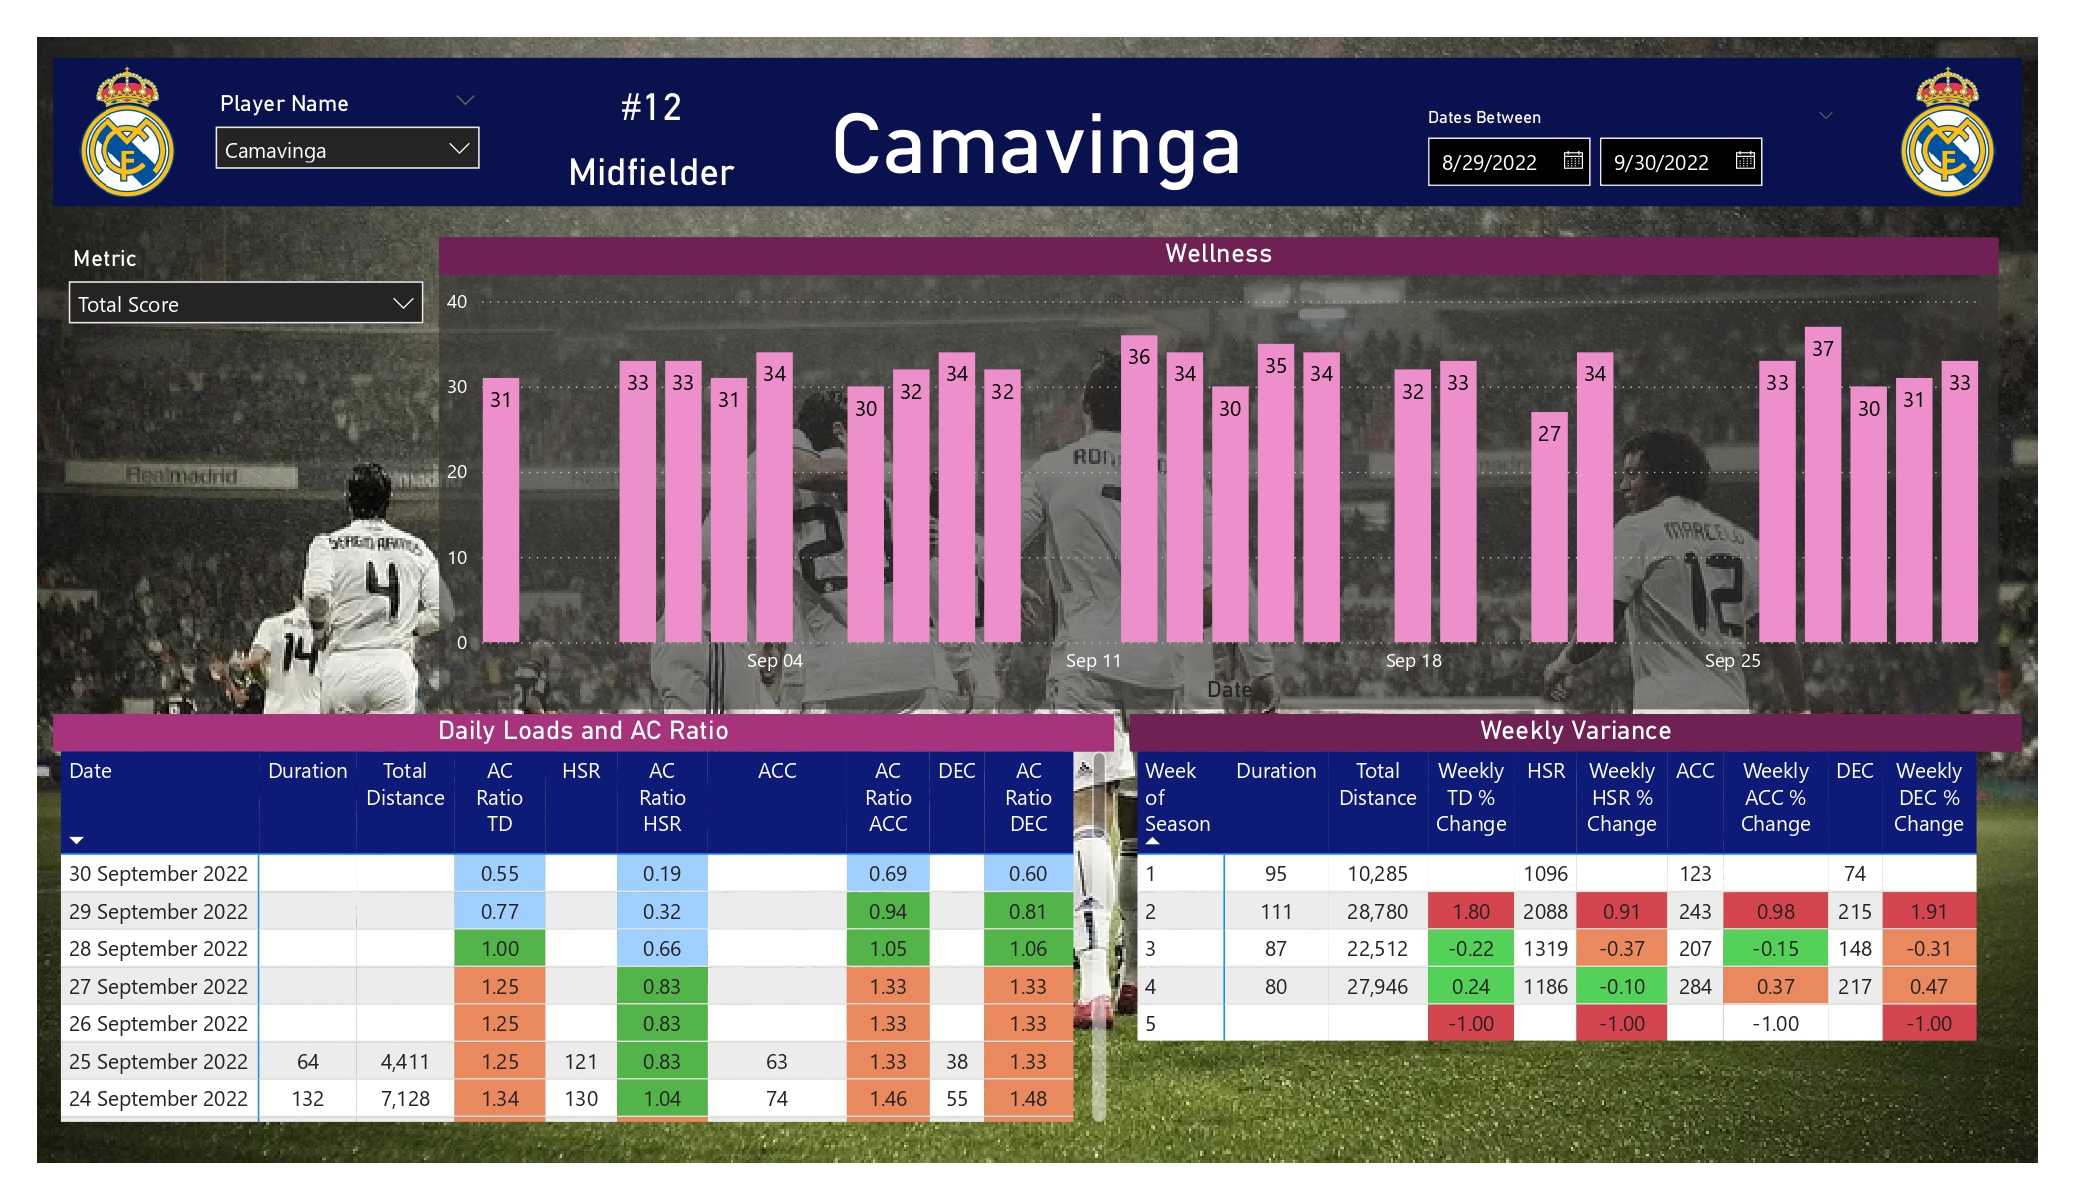 Player Name
Camavinga
#12
Midfielder
Camavinga
Dates Between
8/29/2022 9/30/2022
Metric
Total Score
Wellness
40
30
20
10
0
31 33 33 31 34 30 32 34 32 36 34 30 35 34 32 33 27 34 33 37 30 31 33
Sep 04 Sep 11 Sep 18 Sep 25
Date
Realmadrid
SERGIO RAMOS
4
14
2
12
MARCELO
Daily Loads and AC Ratio
Date Duration Total Distance AC Ratio TD HSR AC Ratio HSR ACC AC Ratio ACC DEC AC Ratio DEC
30 September 2022 0.55 0.19 0.69 0.60
29 September 2022 0.77 0.32 0.94 0.81
28 September 2022 1.00 0.66 1.05 1.06
27 September 2022 1.25 0.83 1.33 1.33
26 September 2022 1.25 0.83 1.33 1.33
25 September 2022 64 4,411 1.25 121 0.83 63 1.33 38 1.33
24 September 2022 132 7,128 1.34 130 1.04 74 1.46 55 1.48
Weekly Variance
Week of Season Duration Total Distance Weekly TD % Change HSR Weekly HSR % Change ACC Weekly ACC % Change DEC Weekly DEC % Change
1 95 10,285 1096 123 74
2 111 28,780 1.80 2088 0.91 243 0.98 215 1.91
3 87 22,512 -0.22 1319 -0.37 207 -0.15 148 -0.31
4 80 27,946 0.24 1186 -0.10 284 0.37 217 0.47
5 -1.00 -1.00 -1.00 -1.00